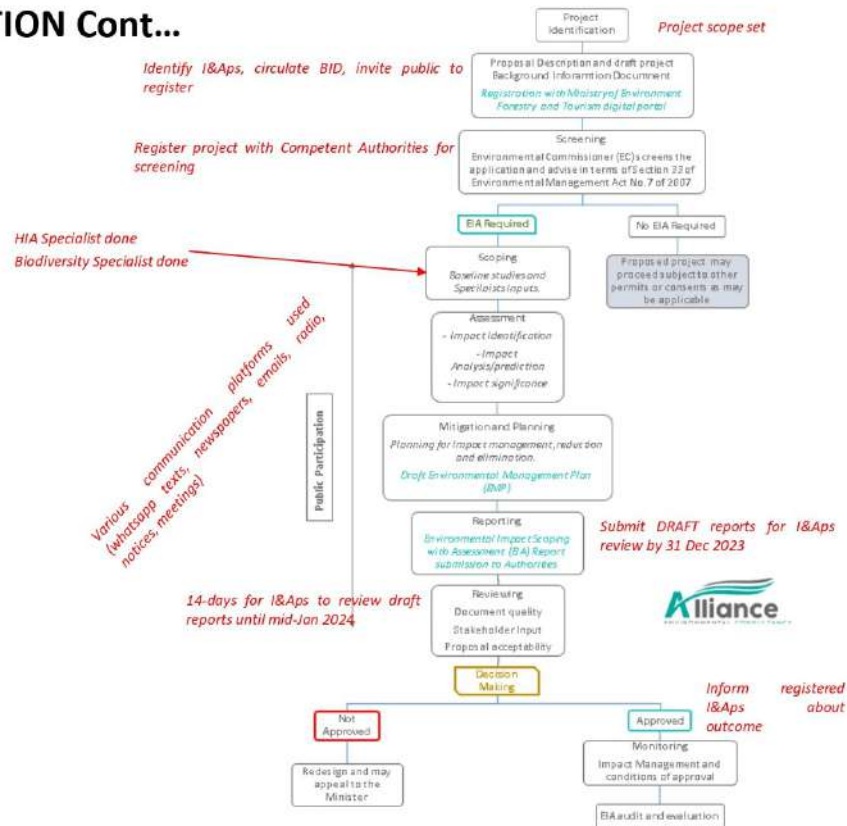 TION Cont...
Project
Identification
Project scope set
Identify I&Aps, circulate BID, invite public to
register
Proposal Description and draft project
Background Inforamtion Document
Registration with Ministryof Environment
Forestry and Tourism digital portal
Register project with Competent Authorities for
screening
Screening
Environmental Commissioner (EC) screens the
application and advise in terms of Section 33 of
Environmental Management Act No. 7 of 2007
EIA Required
No EIA Required
HIA Specialist done
Biodiversity Specialist done
Scoping
Baseline studies and
Speciloists inputs.
Proposed project may
proceed subject to other
permits or consents as may
be applicable
Assessment
- Impact Identification
- Impact
Analysis/prediction
- Impact significance
Various communication platforms used
(whatsapp texts, newspapers, emails, radio,
notices, meetings)
Public Participation
Mitigation and Planning
Planning for Impact management, reduction
and elimination.
Draft Environmental Management Plan
(EMP)
Reporting
Environmental Impact Scoping
with Assessment (EIA) Report
submission to Authorities
Submit DRAFT reports for I&Aps
review by 31 Dec 2023
14-days for I&Aps to review draft
reports until mid-Jan 2024
Reviewing
Document quality
Stakeholder Input
Proposal acceptability
Alliance
ENVIRONMENTAL CONSULTANCY
Decision
Making
Inform registered
I&Aps about
outcome
Not
Approved
Approved
Redesign and may
appeal to the
Minister
Monitoring
Impact Management and
conditions of approval
EIA audit and evaluation